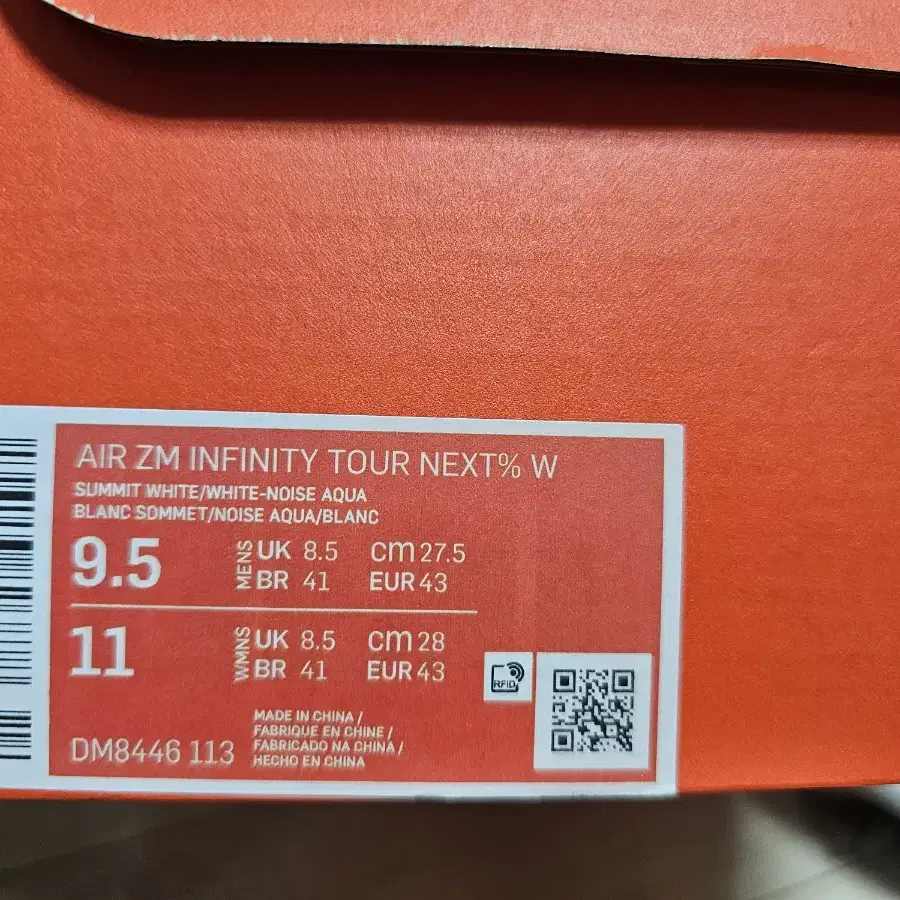 AIR ZM INFINITY TOUR NEXT% W
SUMMIT WHITE/WHITE-NOISE AQUA
BLANC SOMMET/NOISE AQUA/BLANC
9.5 MENS UK 8.5 cm 27.5
BR 41 EUR 43
11 WMNS UK 8.5 cm 28
BR 41 EUR 43
RFID
MADE IN CHINA /
FABRIQUE EN CHINE /
FABRICADO NA CHINA /
HECHO EN CHINA
DM8446 113